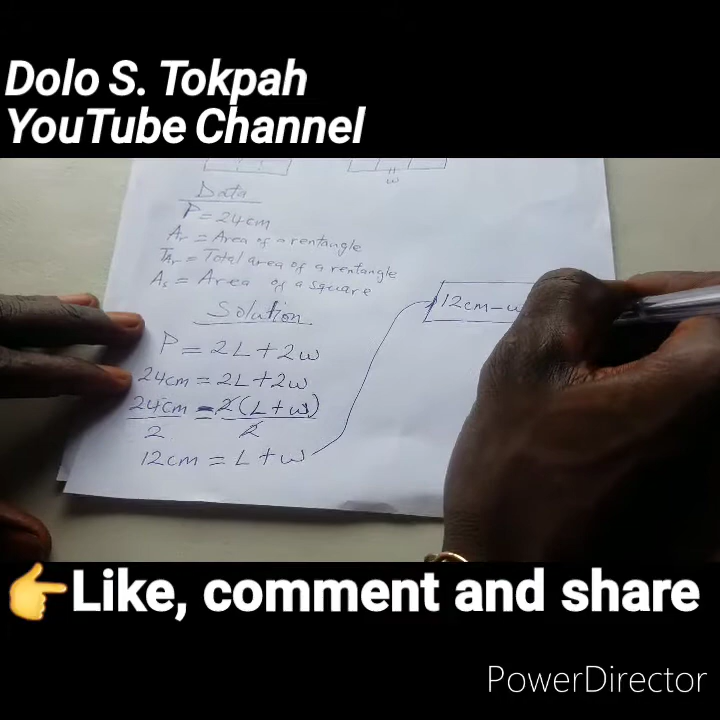 Dolo S. Tokpah
YouTube Channel
w
Data
P = 24cm
Ar = Area of a rentangle
TAr = Total area of a rentangle
As = Area of a square
Solution
P = 2L + 2w
24cm = 2L + 2w
24cm = 2(L + w)
2 2
12cm = L + w
12cm - w
👉Like, comment and share
PowerDirector